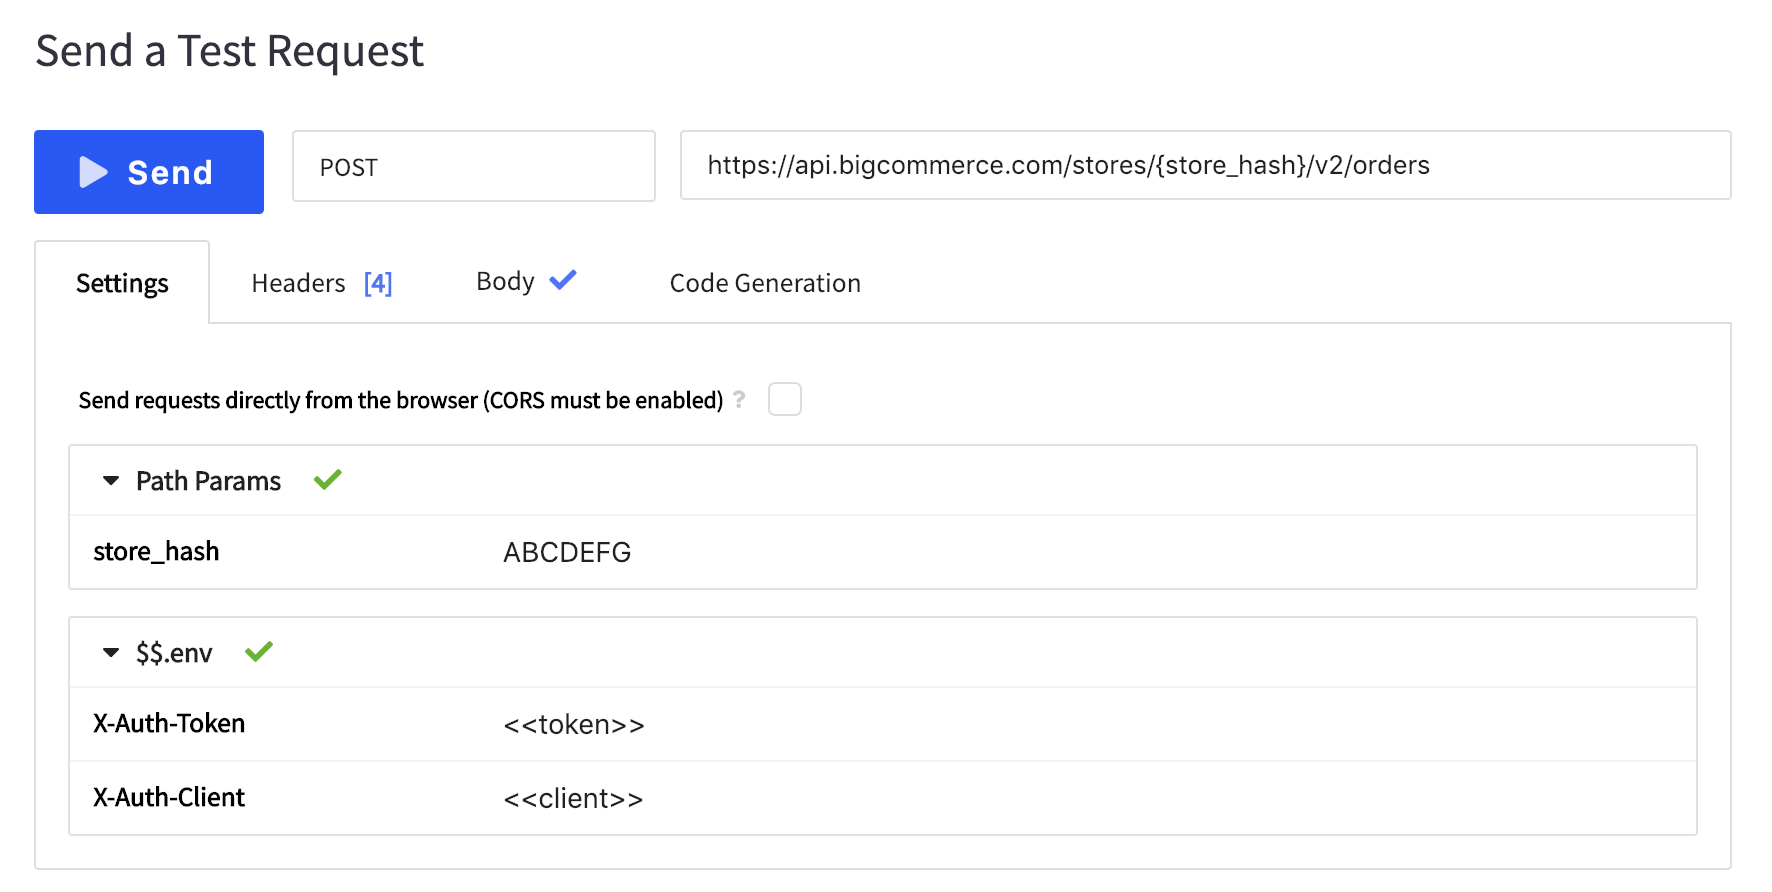 Send a Test Request
Send POST https://api.bigcommerce.com/stores/{store_hash}/v2/orders
Settings Headers [4] Body Code Generation
Send requests directly from the browser (CORS must be enabled) ?
Path Params
store_hash ABCDEFG
$$.env
X-Auth-Token <<token>>
X-Auth-Client <<client>>